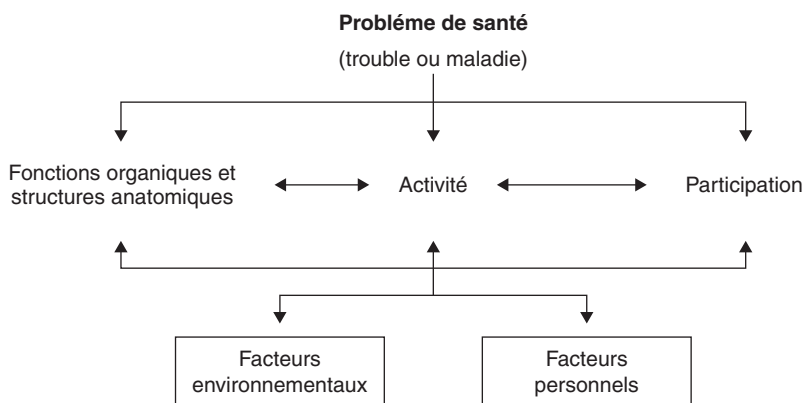 Probléme de santé
(trouble ou maladie)
Fonctions organiques et
structures anatomiques
Activité
Participation
Facteurs
environnementaux
Facteurs
personnels